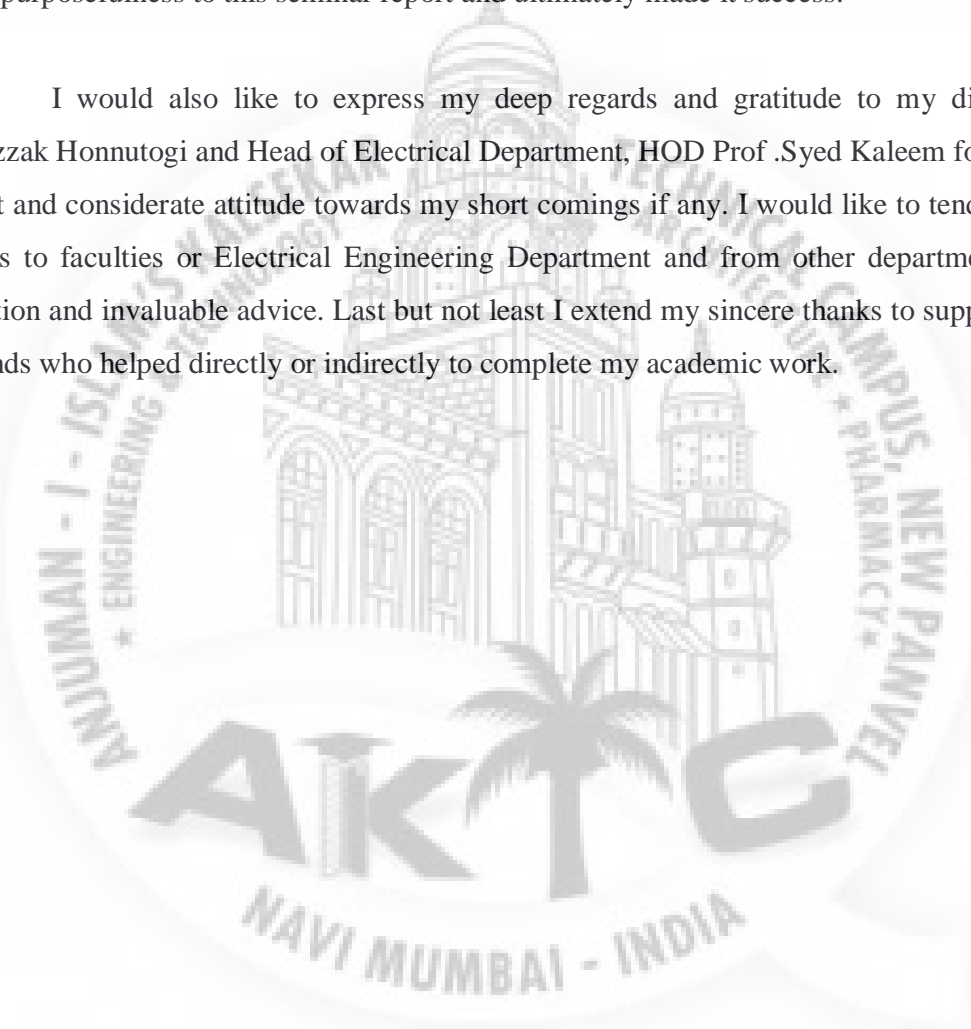 purposefulness to this seminar report and ultimately made it success.
I would also like to express my deep regards and gratitude to my di
zzak Honnutogi and Head of Electrical Department, HOD Prof .Syed Kaleem fo
t and considerate attitude towards my short comings if any. I would like to tend
s to faculties or Electrical Engineering Department and from other departme
tion and invaluable advice. Last but not least I extend my sincere thanks to supp
nds who helped directly or indirectly to complete my academic work.
ANJUMAN - I - ISLAM'S KALSEKAR TECHNICAL CAMPUS, NEW PANVEL
★ ENGINEERING & TECHNOLOGY ★ ARCHITECTURE ★ PHARMACY ★
AKTC
NAVI MUMBAI - INDIA